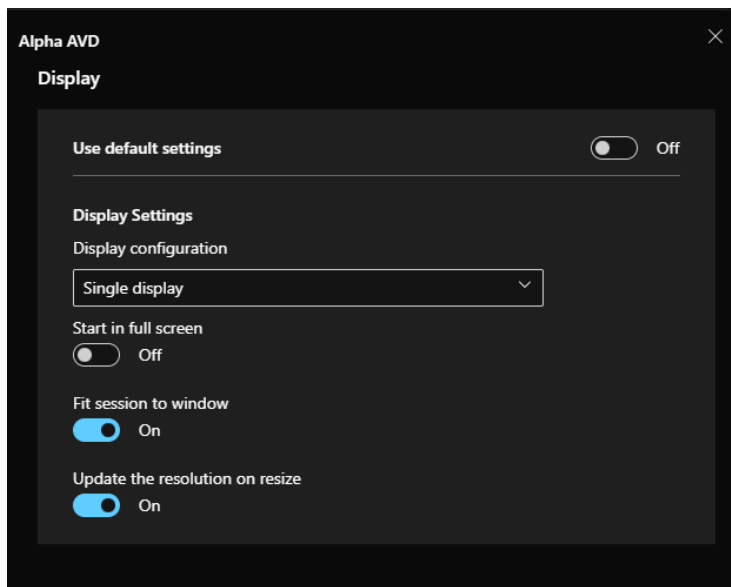 Alpha AVD
Display
Use default settings
Off
Display Settings
Display configuration
Single display
Start in full screen
Off
Fit session to window
On
Update the resolution on resize
On